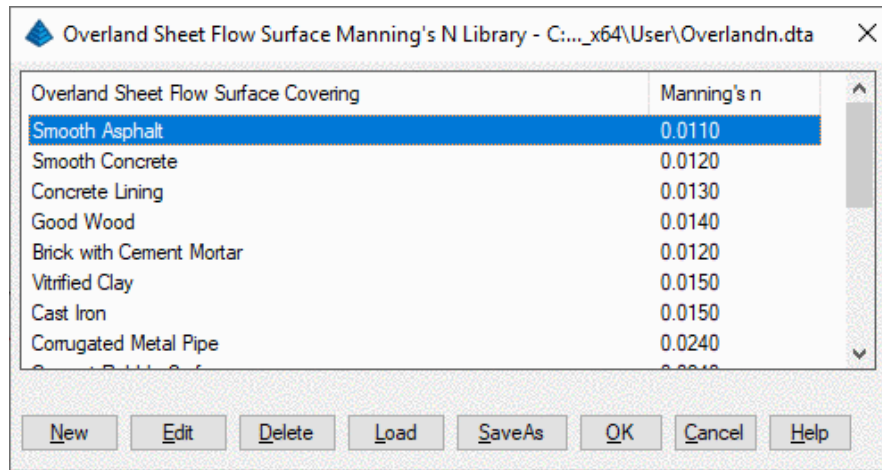 Overland Sheet Flow Surface Manning's N Library - C:..._x64\User\Overlandn.dta
Overland Sheet Flow Surface Covering Manning's n
Smooth Asphalt 0.0110
Smooth Concrete 0.0120
Concrete Lining 0.0130
Good Wood 0.0140
Brick with Cement Mortar 0.0120
Vitrified Clay 0.0150
Cast Iron 0.0150
Corrugated Metal Pipe 0.0240
New Edit Delete Load SaveAs OK Cancel Help